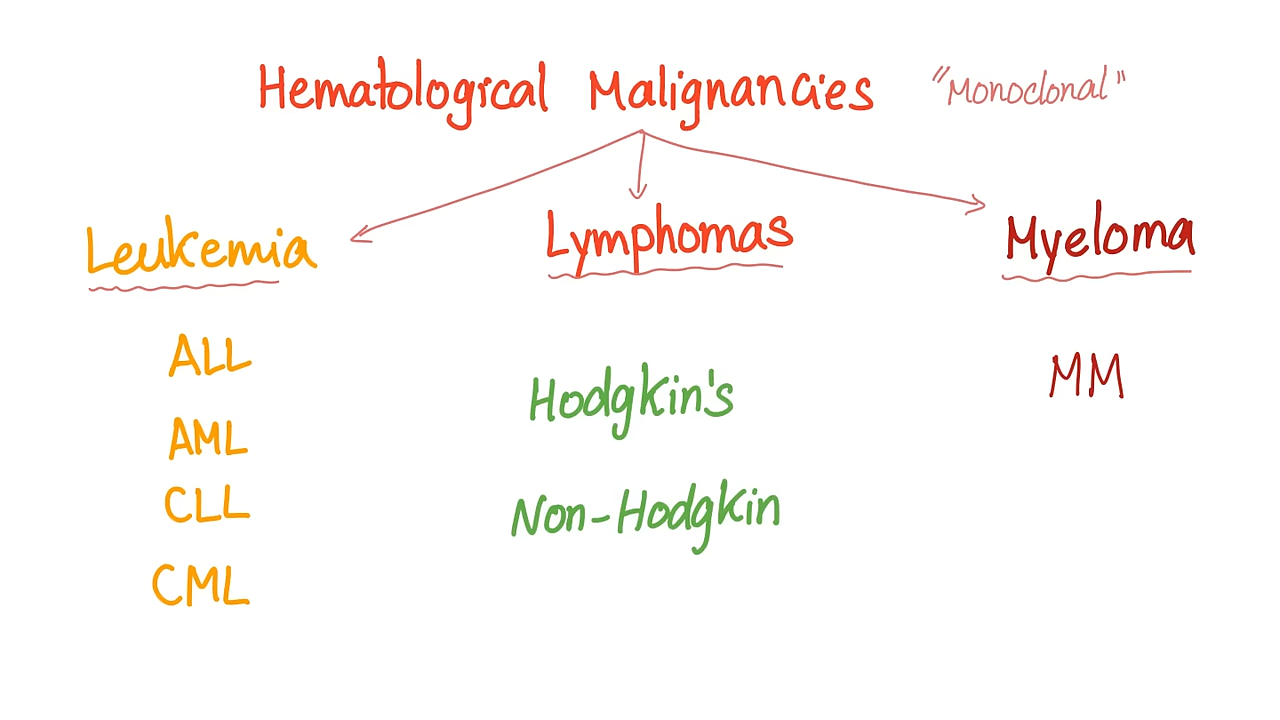 Hematological Malignancies "Monoclonal"
Leukemia
ALL
AML
CLL
CML
Lymphomas
Hodgkin's
Non-Hodgkin
Myeloma
MM